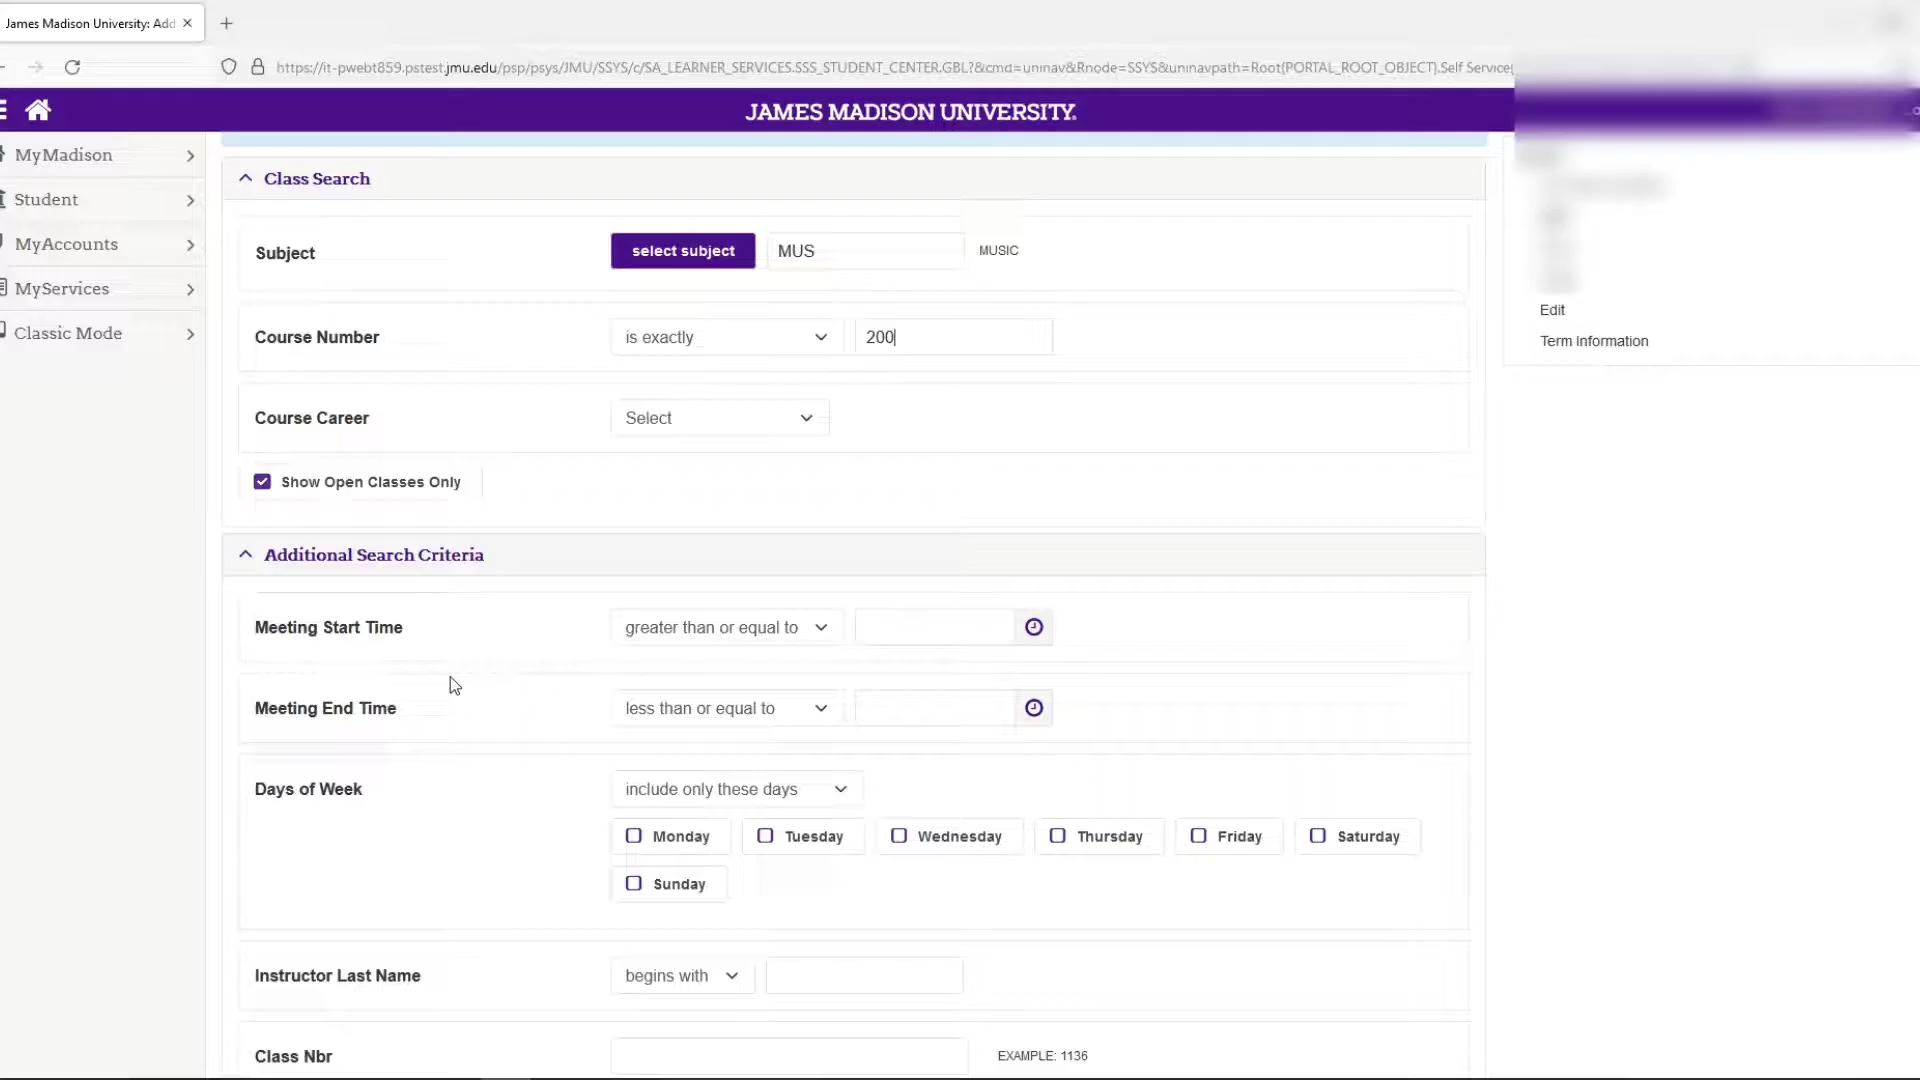 James Madison University: Add
https://it-pwebt859.pstest.jmu.edu/psp/psys/JMU/SSYS/c/SA_LEARNER_SERVICES.SSS_STUDENT_CENTER.GBL?&cmd=uninav&Rnode=SSYS&uninavpath=Root{PORTAL_ROOT_OBJECT}.Self Service{
JAMES MADISON UNIVERSITY.
MyMadison
Student
MyAccounts
MyServices
Classic Mode
Class Search
Subject select subject MUS MUSIC
Course Number is exactly 200
Course Career Select
Show Open Classes Only
Additional Search Criteria
Meeting Start Time greater than or equal to
Meeting End Time less than or equal to
Days of Week include only these days
Monday Tuesday Wednesday Thursday Friday Saturday
Sunday
Instructor Last Name begins with
Class Nbr EXAMPLE: 1136
Edit
Term Information